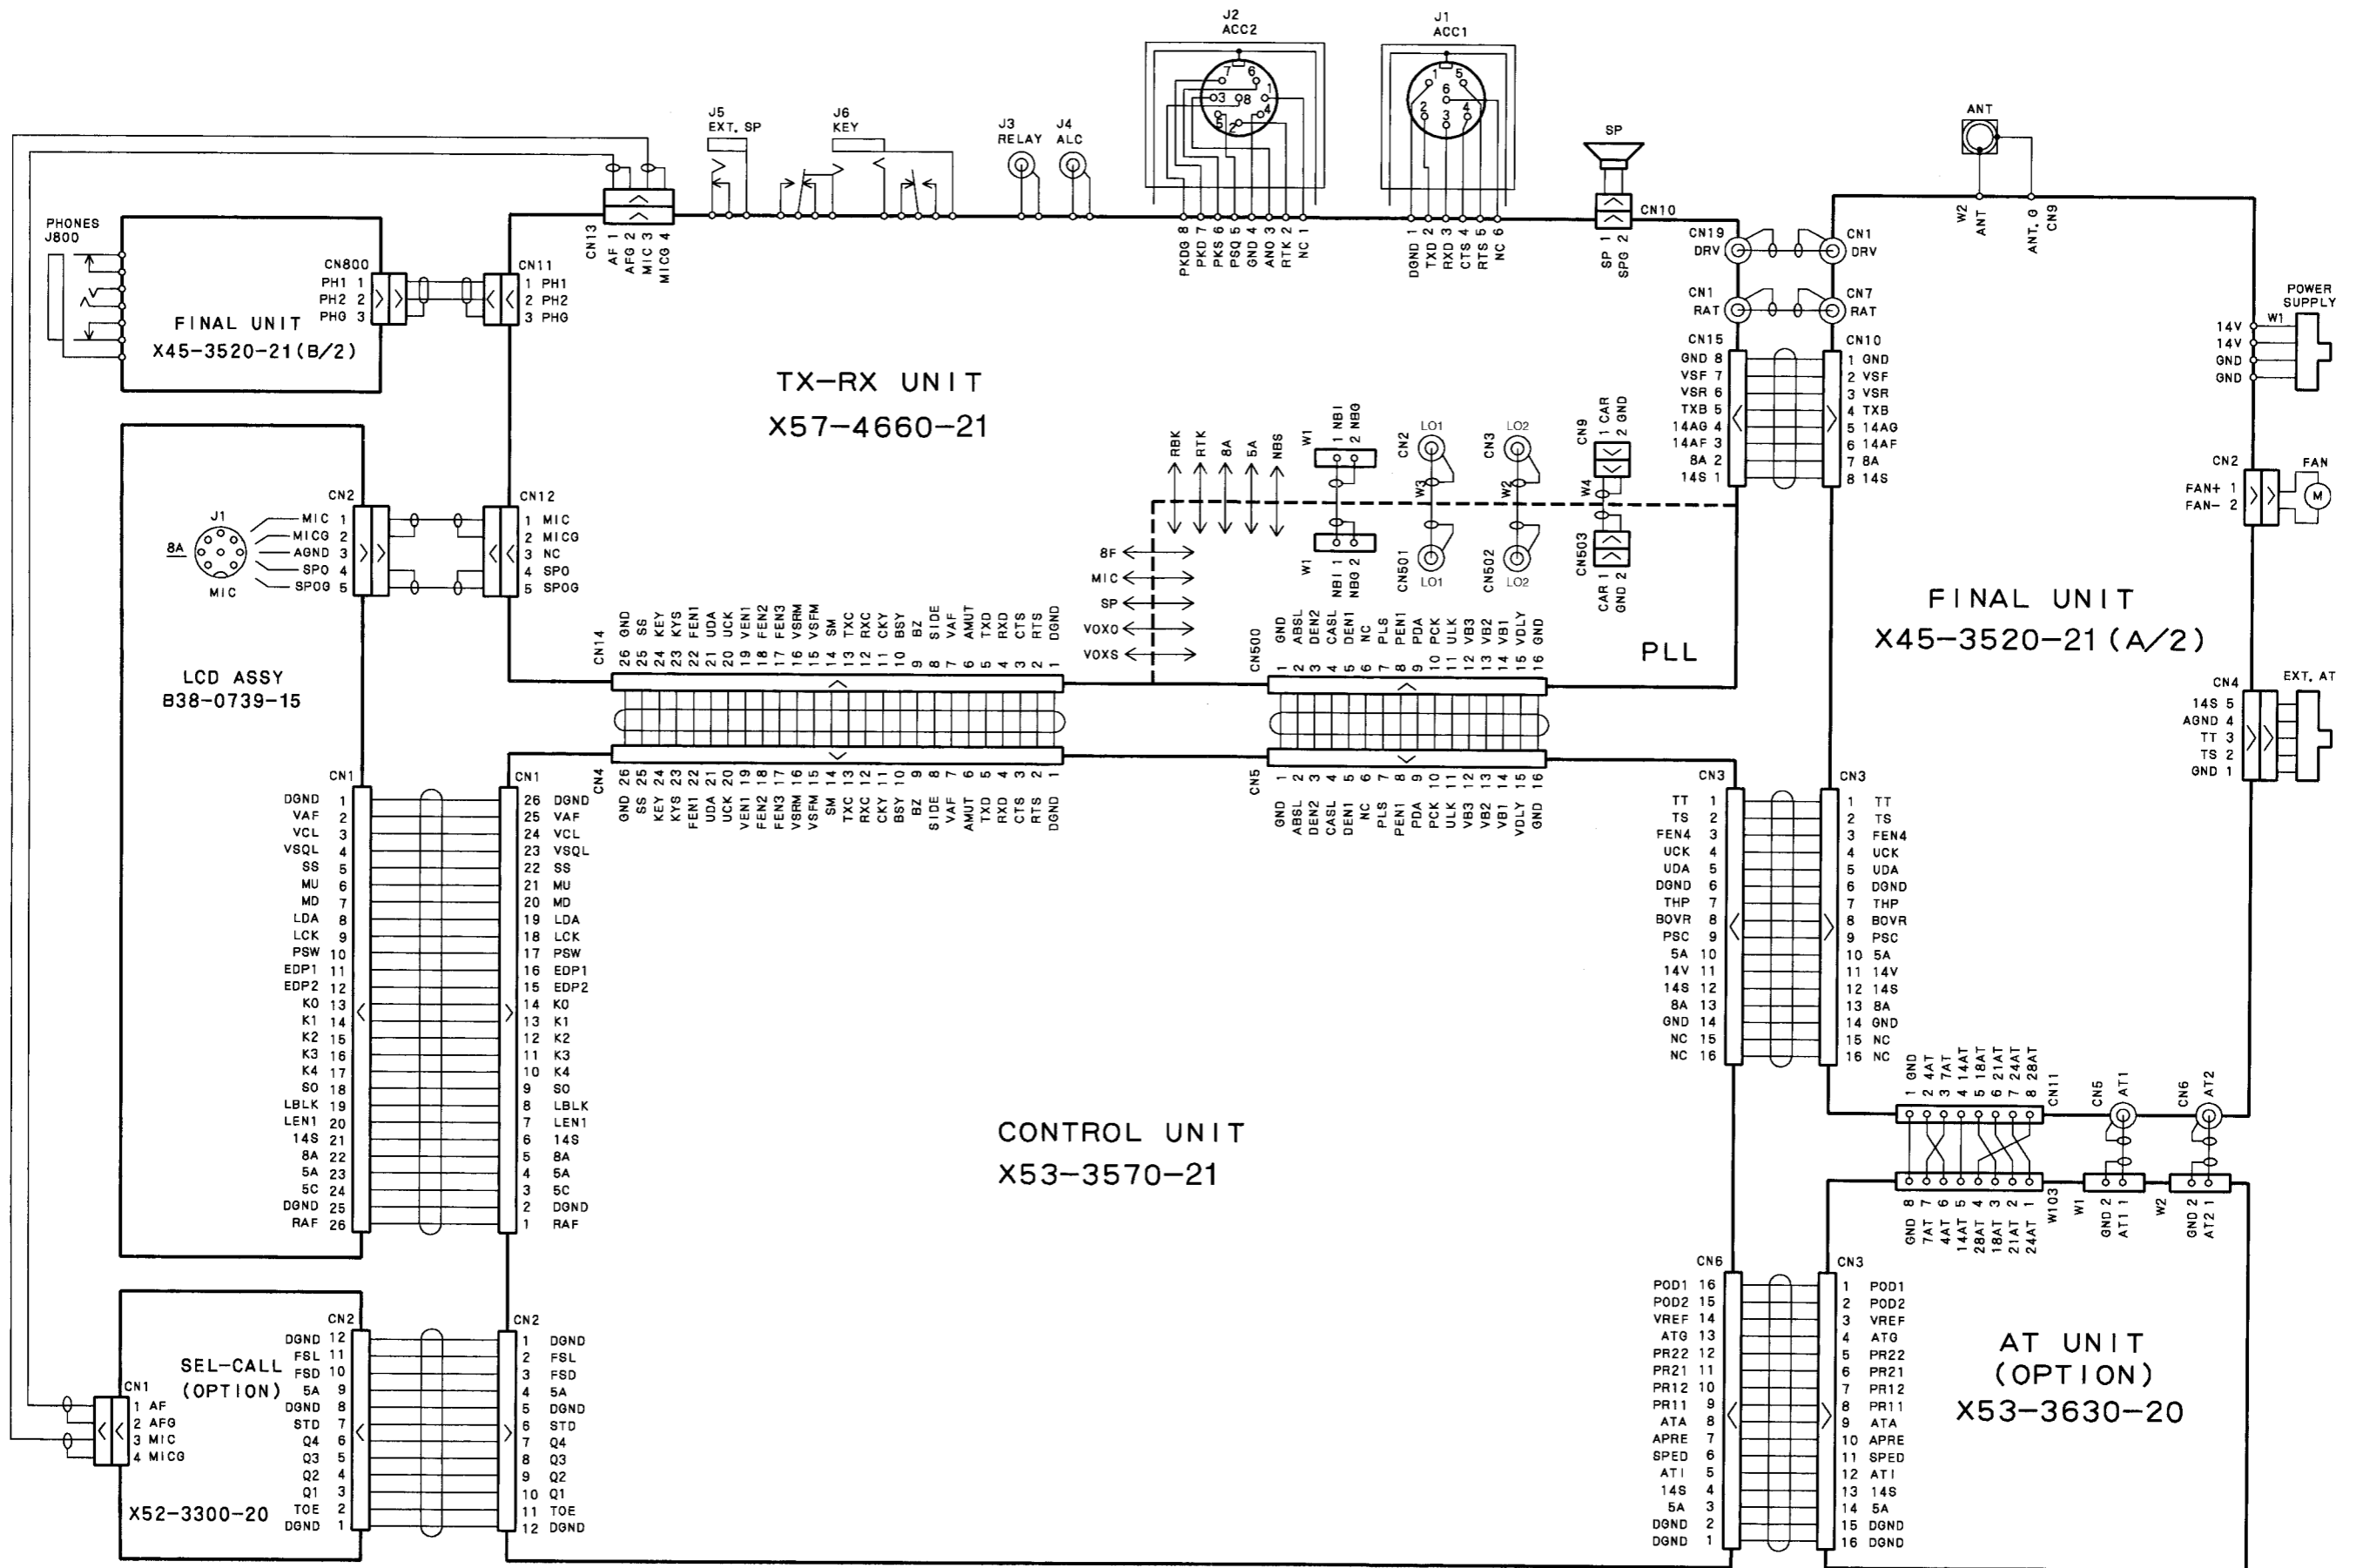 J2
ACC2
7 6
3 8 1
4
5 2
J1
ACC1
1 5
6
2 4
3
J5
EXT. SP
J6
KEY
J3
RELAY
J4
ALC
SP
ANT
PHONES
J800
CN13
AF 1
AFG 2
MIC 3
MICG 4
PKDG 8
PKD 7
PKS 6
PSQ 5
GND 4
ANO 3
RTK 2
NC 1
DGND 1
TXD 2
RXD 3
CTS 4
RTS 5
NC 6
CN10
SP 1
SPG 2
W2
ANT
ANT. G
CN9
CN800
PH1 1
PH2 2
PHG 3
CN11
1 PH1
2 PH2
3 PHG
FINAL UNIT
X45-3520-21(B/2)
TX-RX UNIT
X57-4660-21
CN19
DRV
CN1
DRV
CN1
RAT
CN7
RAT
CN15
GND 8
VSF 7
VSR 6
TXB 5
14AG 4
14AF 3
8A 2
14S 1
CN10
1 GND
2 VSF
3 VSR
4 TXB
5 14AG
6 14AF
7 8A
8 14S
POWER
SUPPLY
W1
14V
14V
GND
GND
CN2
FAN+ 1
FAN- 2
FAN
M
CN4
14S 5
AGND 4
TT 3
TS 2
GND 1
EXT. AT
FINAL UNIT
X45-3520-21(A/2)
RBK
RTK
8A
5A
NBS
W1
1 NBI
2 NBG
CN2
LO1
W3
CN3
LO2
W2
CN9
1 CAR
2 GND
W4
W1
NBI 1
NBG 2
CN501
LO1
CN502
LO2
CN503
CAR 1
GND 2
8F
MIC
SP
VOXO
VOXS
PLL
J1
8A
MIC
CN2
MIC 1
MICG 2
AGND 3
SPO 4
SPOG 5
CN12
1 MIC
2 MICG
3 NC
4 SPO
5 SPOG
LCD ASSY
B38-0739-15
CN14
26 GND
25 SS
24 KEY
23 KYS
22 FEN1
21 UDA
20 UCK
19 VEN1
18 FEN2
17 FEN3
16 VSRM
15 VSFM
14 SM
13 TXC
12 RXC
11 CKY
10 BSY
9 BZ
8 SIDE
7 VAF
6 AMUT
5 TXD
4 RXD
3 CTS
2 RTS
1 DGND
CN500
1 GND
2 ABSL
3 DEN2
4 CASL
5 DEN1
6 NC
7 PLS
8 PEN1
9 PDA
10 PCK
11 ULK
12 VB3
13 VB2
14 VB1
15 VDLY
16 GND
CN4
GND 26
SS 25
KEY 24
KYS 23
FEN1 22
UDA 21
UCK 20
VEN1 19
FEN2 18
FEN3 17
VSRM 16
VSFM 15
SM 14
TXC 13
RXC 12
CKY 11
BSY 10
BZ 9
SIDE 8
VAF 7
AMUT 6
TXD 5
RXD 4
CTS 3
RTS 2
DGND 1
CN5
GND 1
ABSL 2
DEN2 3
CASL 4
DEN1 5
NC 6
PLS 7
PEN1 8
PDA 9
PCK 10
ULK 11
VB3 12
VB2 13
VB1 14
VDLY 15
GND 16
CN1
DGND 1
VAF 2
VCL 3
VSQL 4
SS 5
MU 6
MD 7
LDA 8
LCK 9
PSW 10
EDP1 11
EDP2 12
K0 13
K1 14
K2 15
K3 16
K4 17
SO 18
LBLK 19
LEN1 20
14S 21
8A 22
5A 23
5C 24
DGND 25
RAF 26
CN1
26 DGND
25 VAF
24 VCL
23 VSQL
22 SS
21 MU
20 MD
19 LDA
18 LCK
17 PSW
16 EDP1
15 EDP2
14 K0
13 K1
12 K2
11 K3
10 K4
9 SO
8 LBLK
7 LEN1
6 14S
5 8A
4 5A
3 5C
2 DGND
1 RAF
CONTROL UNIT
X53-3570-21
CN3
TT 1
TS 2
FEN4 3
UCK 4
UDA 5
DGND 6
THP 7
BOVR 8
PSC 9
5A 10
14V 11
14S 12
8A 13
GND 14
NC 15
NC 16
CN3
1 TT
2 TS
3 FEN4
4 UCK
5 UDA
6 DGND
7 THP
8 BOVR
9 PSC
10 5A
11 14V
12 14S
13 8A
14 GND
15 NC
16 NC
1 GND
2 4AT
3 7AT
4 14AT
5 18AT
6 21AT
7 24AT
8 28AT
CN11
CN5
AT1
CN6
AT2
GND 8
7AT 7
4AT 6
14AT 5
28AT 4
18AT 3
21AT 2
24AT 1
W103
W1
GND 2
AT1 1
W2
GND 2
AT2 1
CN2
DGND 12
FSL 11
FSD 10
5A 9
DGND 8
STD 7
Q4 6
Q3 5
Q2 4
Q1 3
TOE 2
DGND 1
CN2
1 DGND
2 FSL
3 FSD
4 5A
5 DGND
6 STD
7 Q4
8 Q3
9 Q2
10 Q1
11 TOE
12 DGND
SEL-CALL
(OPTION)
CN1
1 AF
2 AFG
3 MIC
4 MICG
X52-3300-20
CN6
POD1 16
POD2 15
VREF 14
ATG 13
PR22 12
PR21 11
PR12 10
PR11 9
ATA 8
APRE 7
SPED 6
ATI 5
14S 4
5A 3
DGND 2
DGND 1
CN3
1 POD1
2 POD2
3 VREF
4 ATG
5 PR22
6 PR21
7 PR12
8 PR11
9 ATA
10 APRE
11 SPED
12 ATI
13 14S
14 5A
15 DGND
16 DGND
AT UNIT
(OPTION)
X53-3630-20